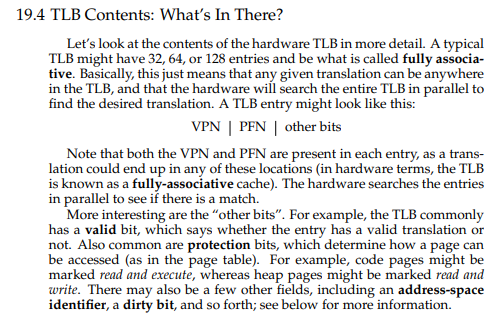 19.4 TLB Contents: What's In There?
Let's look at the contents of the hardware TLB in more detail. A typical
TLB might have 32, 64, or 128 entries and be what is called fully associa-
tive. Basically, this just means that any given translation can be anywhere
in the TLB, and that the hardware will search the entire TLB in parallel to
find the desired translation. A TLB entry might look like this:
VPN | PFN | other bits
Note that both the VPN and PFN are present in each entry, as a trans-
lation could end up in any of these locations (in hardware terms, the TLB
is known as a fully-associative cache). The hardware searches the entries
in parallel to see if there is a match.
More interesting are the “other bits”. For example, the TLB commonly
has a valid bit, which says whether the entry has a valid translation or
not. Also common are protection bits, which determine how a page can
be accessed (as in the page table). For example, code pages might be
marked read and execute, whereas heap pages might be marked read and
write. There may also be a few other fields, including an address-space
identifier, a dirty bit, and so forth; see below for more information.